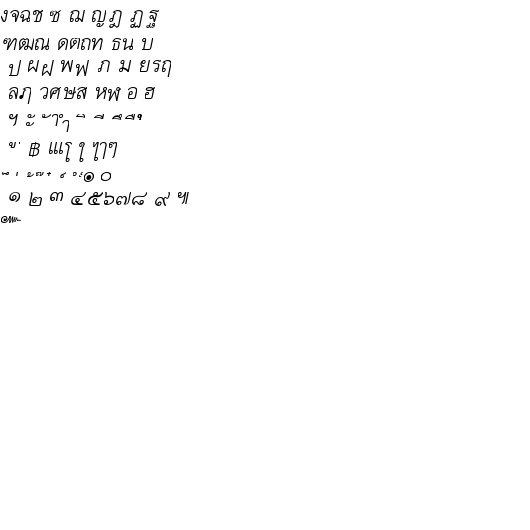 งจฉช ซ ฌ ญฎ ฏ ฐ
ฑฒณ ดตถท ธน บ
ป ผฝ พฟ ภ ม ยรฤ
ลฦ วศษส หฬ อ ฮ
ฯ ะ ั าำ ๅ ิ ี ึ ื
ุ ู ฺ ฿ เแโ ใ ไๅๆ
็ ่ ้ ๊ ๋ ์ ํ ๎ ๏ ๐
๑ ๒ ๓ ๔๕๖๗๘ ๙ ๚
๛